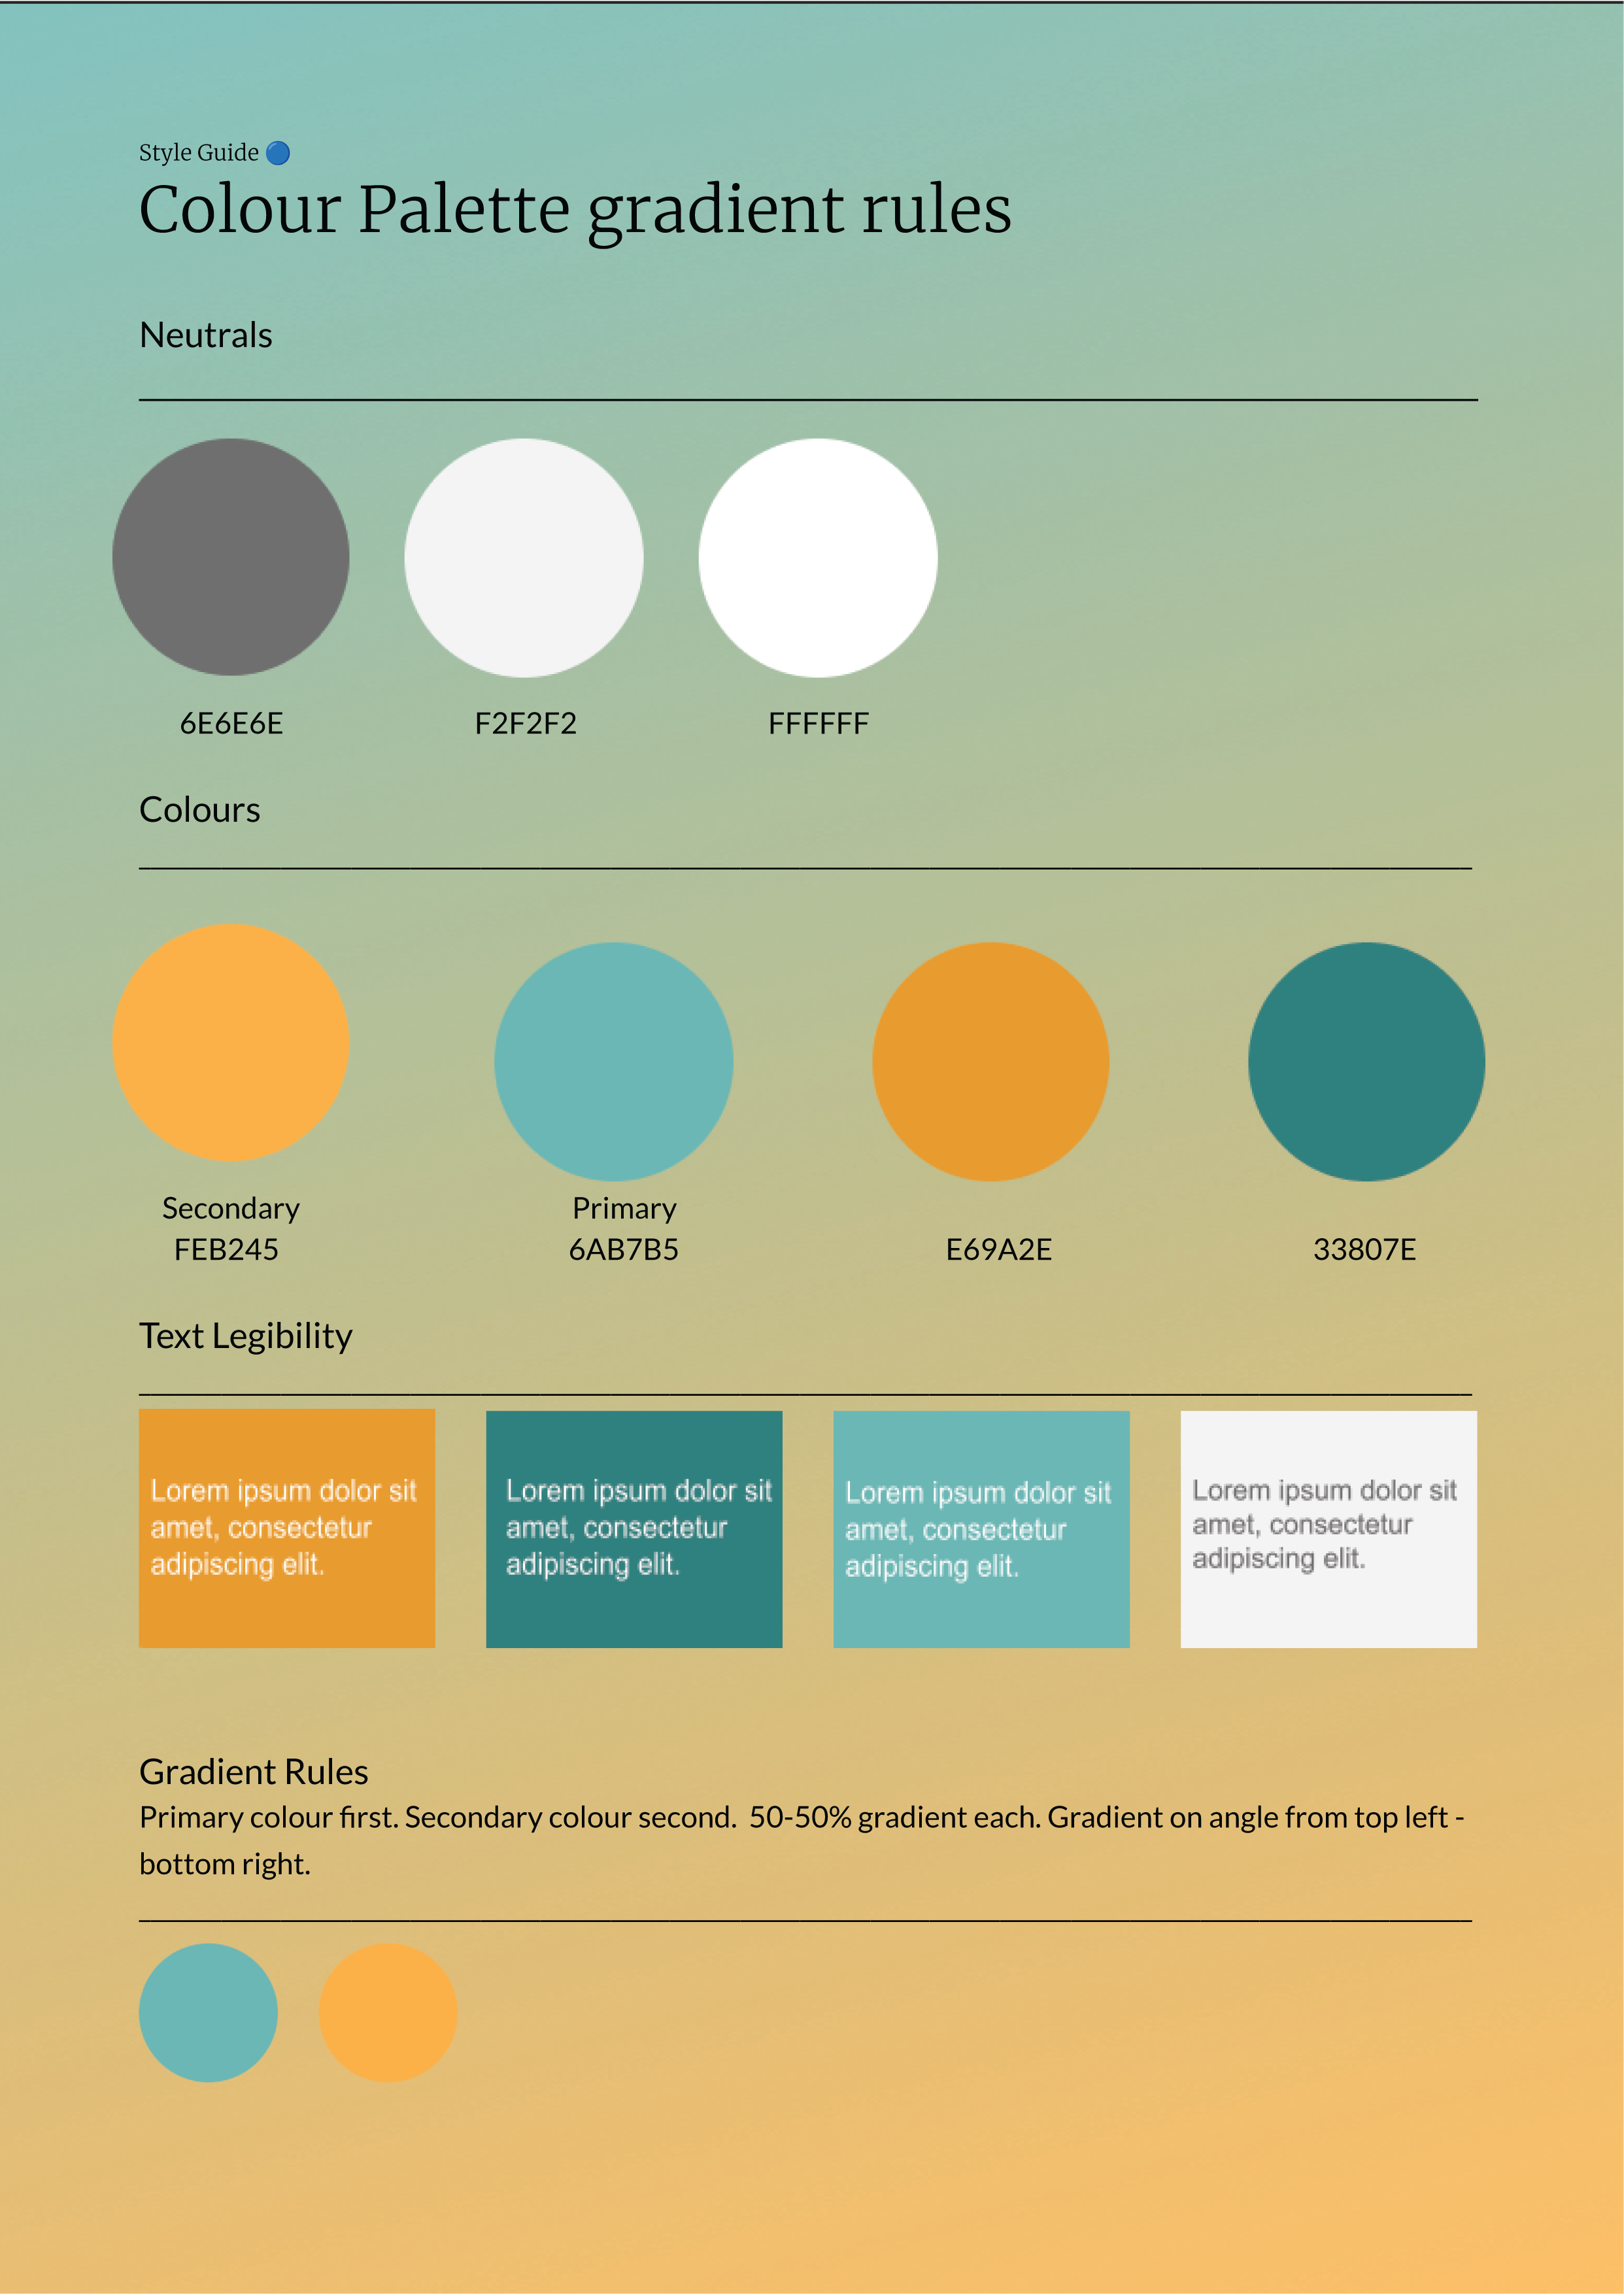 Style Guide
Colour Palette gradient rules
Neutrals
6E6E6E F2F2F2 FFFFFF
Colours
Secondary Primary
FEB245 6AB7B5 E69A2E 33807E
Text Legibility
Lorem ipsum dolor sit
amet, consectetur
adipiscing elit.
Lorem ipsum dolor sit
amet, consectetur
adipiscing elit.
Lorem ipsum dolor sit
amet, consectetur
adipiscing elit.
Lorem ipsum dolor sit
amet, consectetur
adipiscing elit.
Gradient Rules
Primary colour first. Secondary colour second.  50-50% gradient each. Gradient on angle from top left -
bottom right.